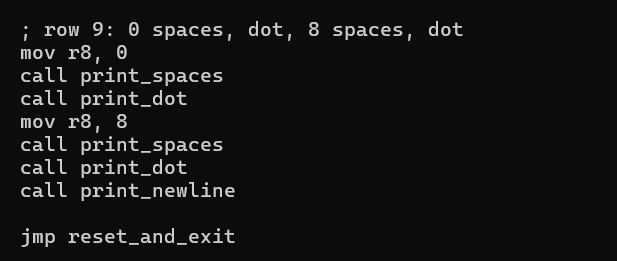 ; row 9: 0 spaces, dot, 8 spaces, dot
mov r8, 0
call print_spaces
call print_dot
mov r8, 8
call print_spaces
call print_dot
call print_newline
jmp reset_and_exit